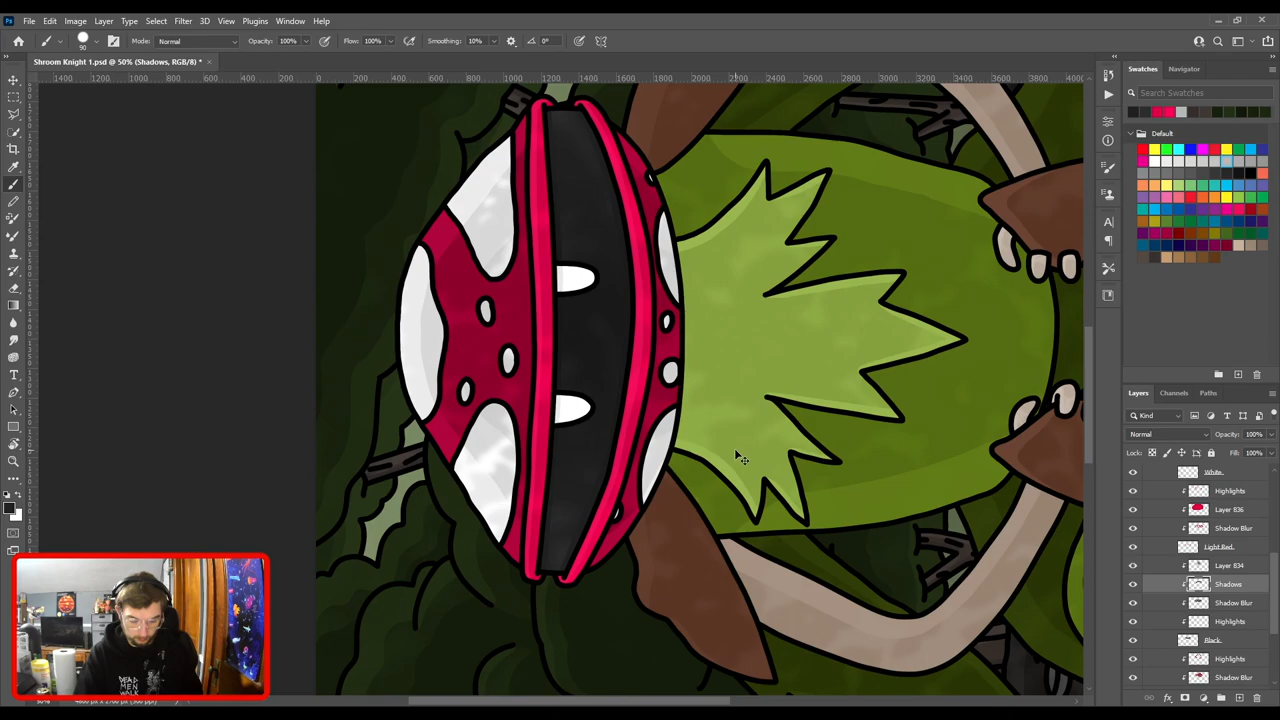 File Edit Image Layer Type Select Filter 3D View Plugins Window Help
90 Mode: Normal Opacity: 100% Flow: 100% Smoothing: 10% 0°
Shroom Knight 1.psd @ 50% (Shadows, RGB/8) *
1400 1200 1000 800 600 400 200 0 200 400 600 800 1000 1200 1400 1600 1800 2000 2200 2400 2600 2800 3000 3200 3400 3600 3800 4000
Swatches Navigator
Search Swatches
Default
Layers Channels Paths
Kind
Normal Opacity: 100%
Lock: Fill: 100%
White
Highlights
Layer 836
Shadow Blur
Light Red
Layer 834
Shadows
Shadow Blur
Highlights
Black
Highlights
Shadow Blur
DEAD
MEN
WALK